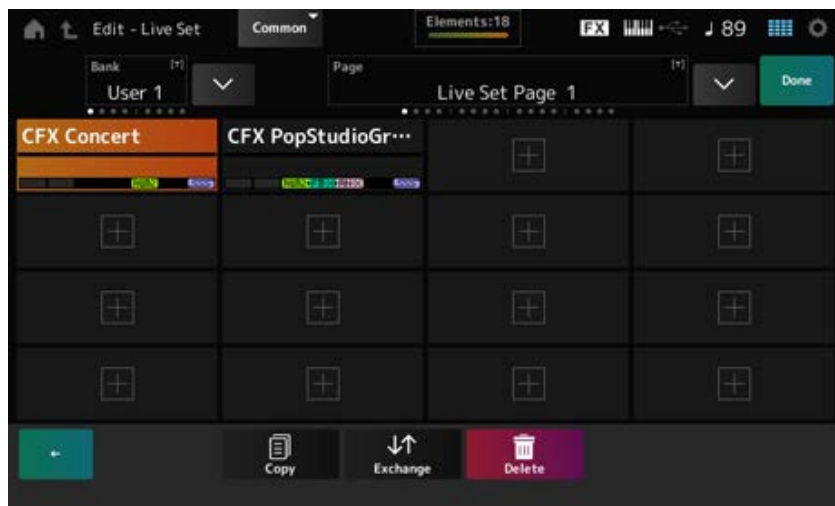 Edit - Live Set
Common
Elements:18
FX
♩ 89
Bank
User 1
Page
Live Set Page 1
Done
CFX Concert
CFX PopStudioGr⋯
Copy
Exchange
Delete